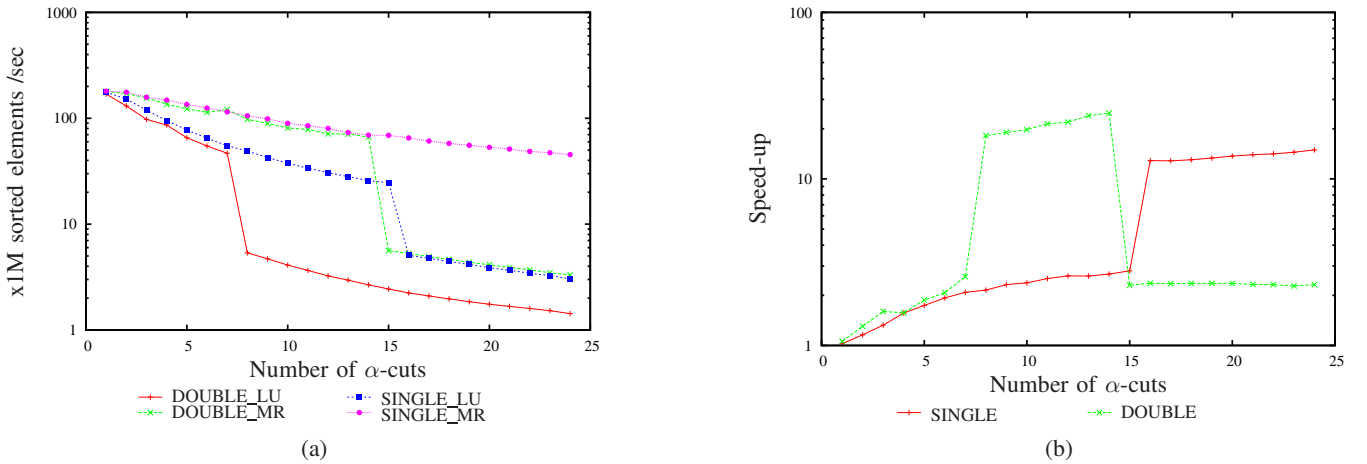 x1M sorted elements /sec
1000
100
10
1
0
5
10
15
20
25
Number of α-cuts
DOUBLE_LU
DOUBLE_MR
SINGLE_LU
SINGLE_MR
(a)
Speed-up
100
10
1
0
5
10
15
20
25
Number of α-cuts
SINGLE
DOUBLE
(b)